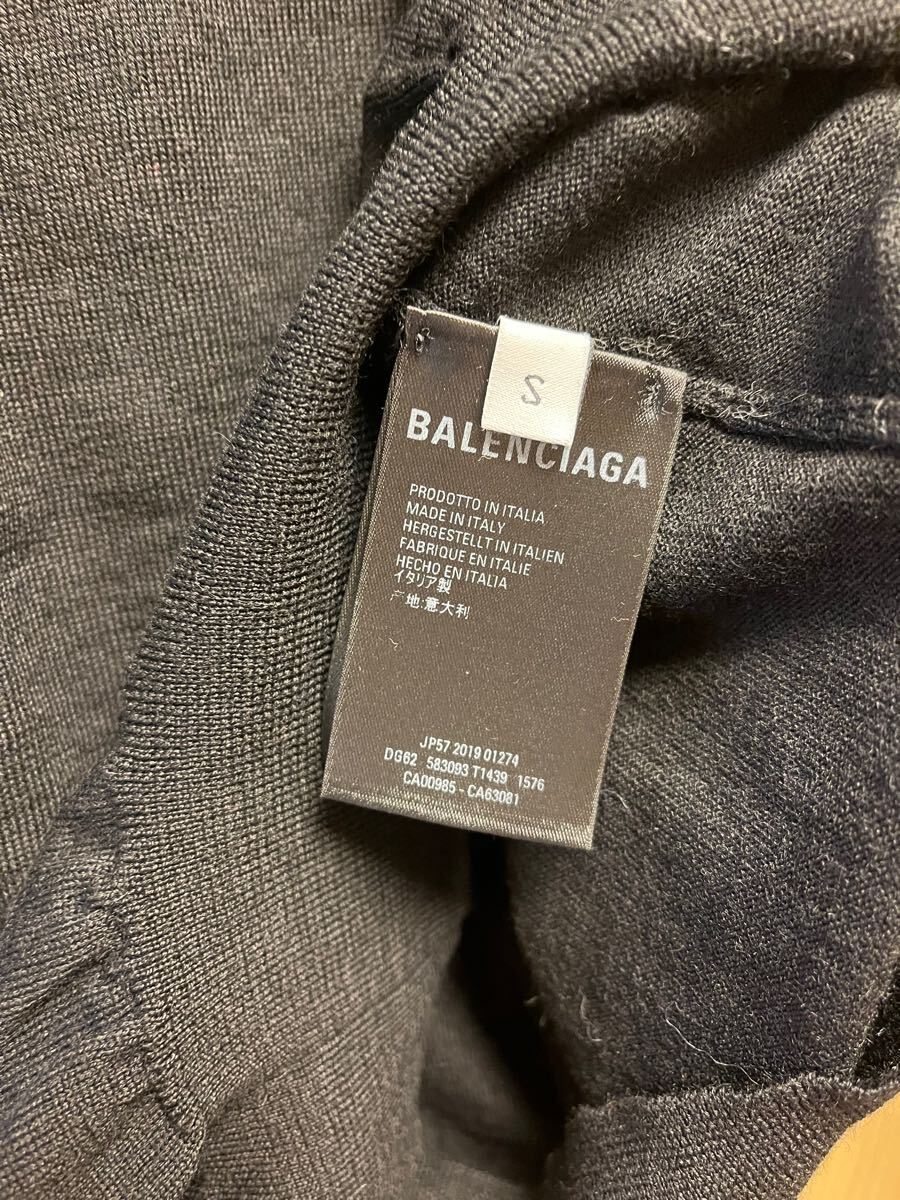 S
BALENCIAGA
PRODOTTO IN ITALIA
MADE IN ITALY
HERGESTELLT IN ITALIEN
FABRIQUE EN ITALIE
HECHO EN ITALIA
イタリア製
地:意大利
JP57 2019 01274
DG62 583093 T1439 1576
CA00985 - CA63081